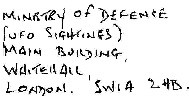 MINISTRY OF DEFENCE
(UFO SIGHTINGS)
MAIN BUILDING,
WHITEHALL,
LONDON. SW1A 2HB.